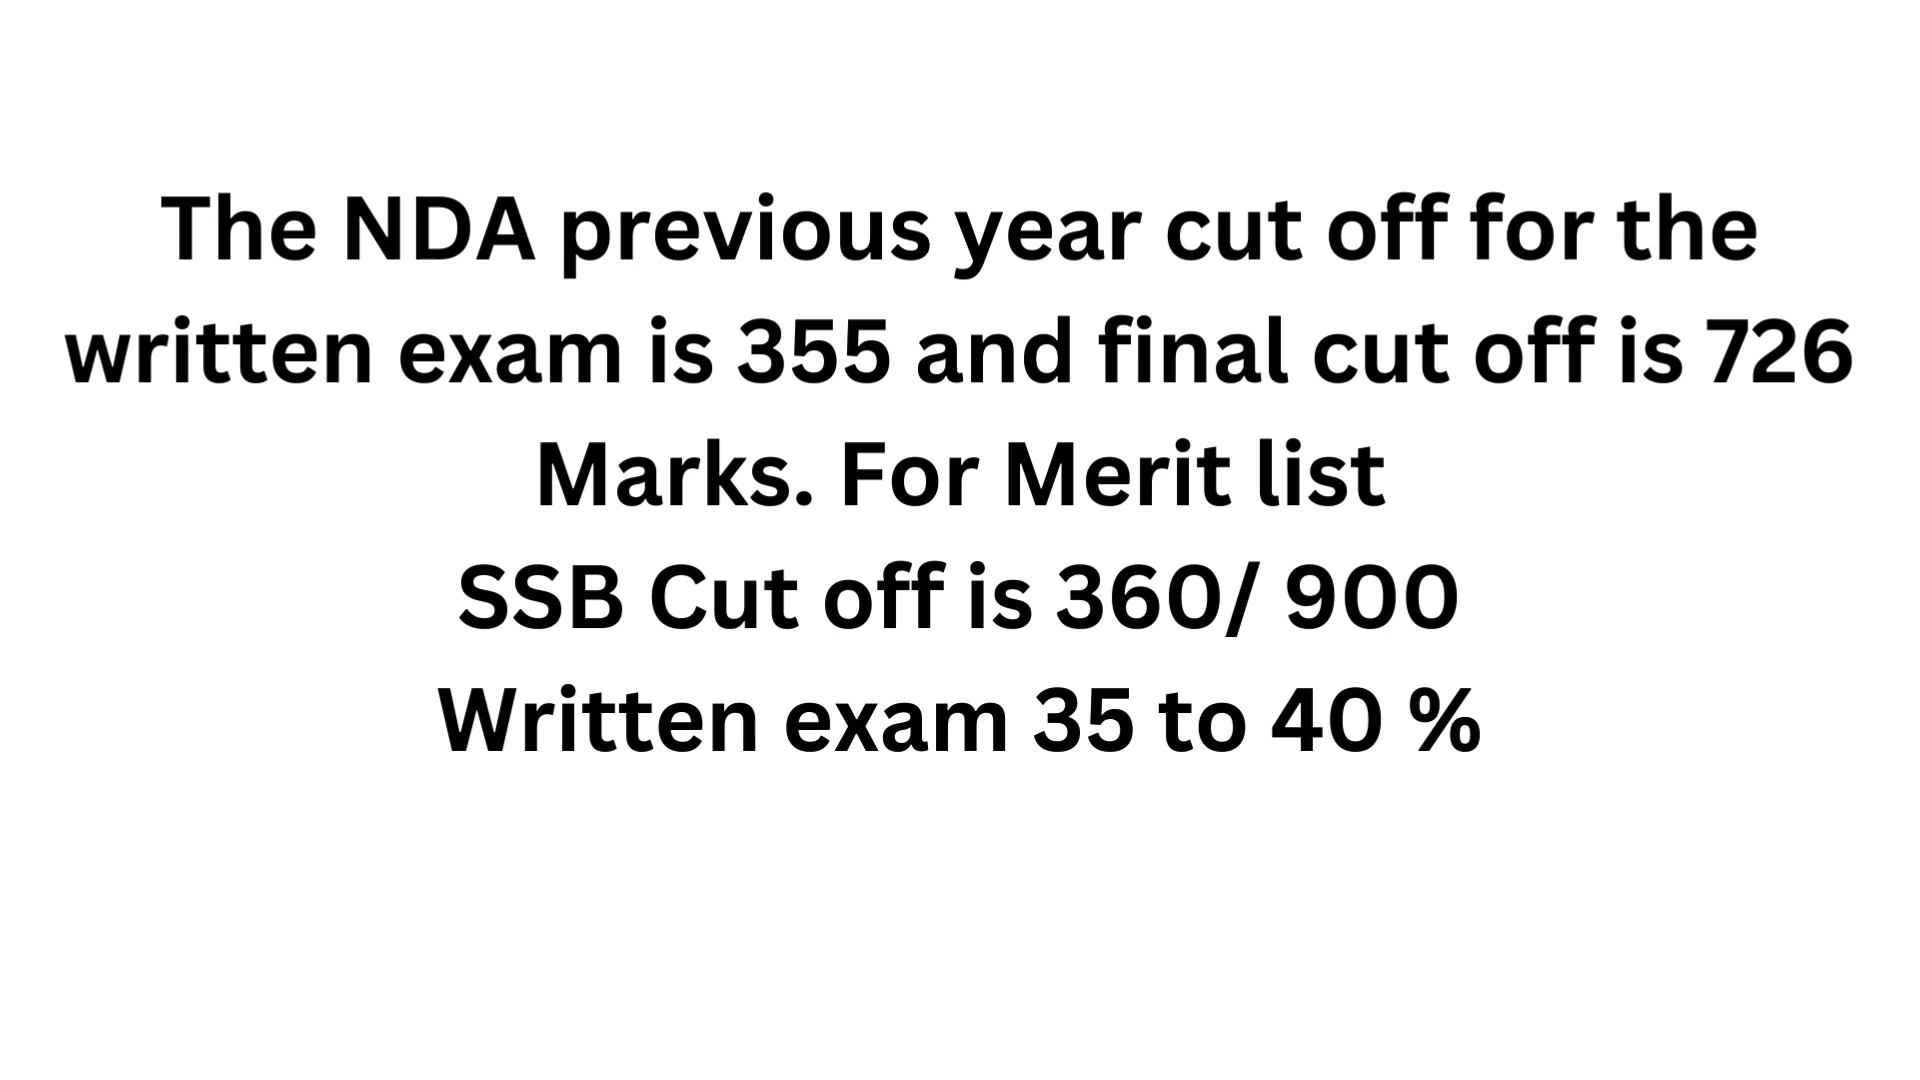 The NDA previous year cut off for the
written exam is 355 and final cut off is 726
Marks. For Merit list
SSB Cut off is 360/ 900
Written exam 35 to 40 %